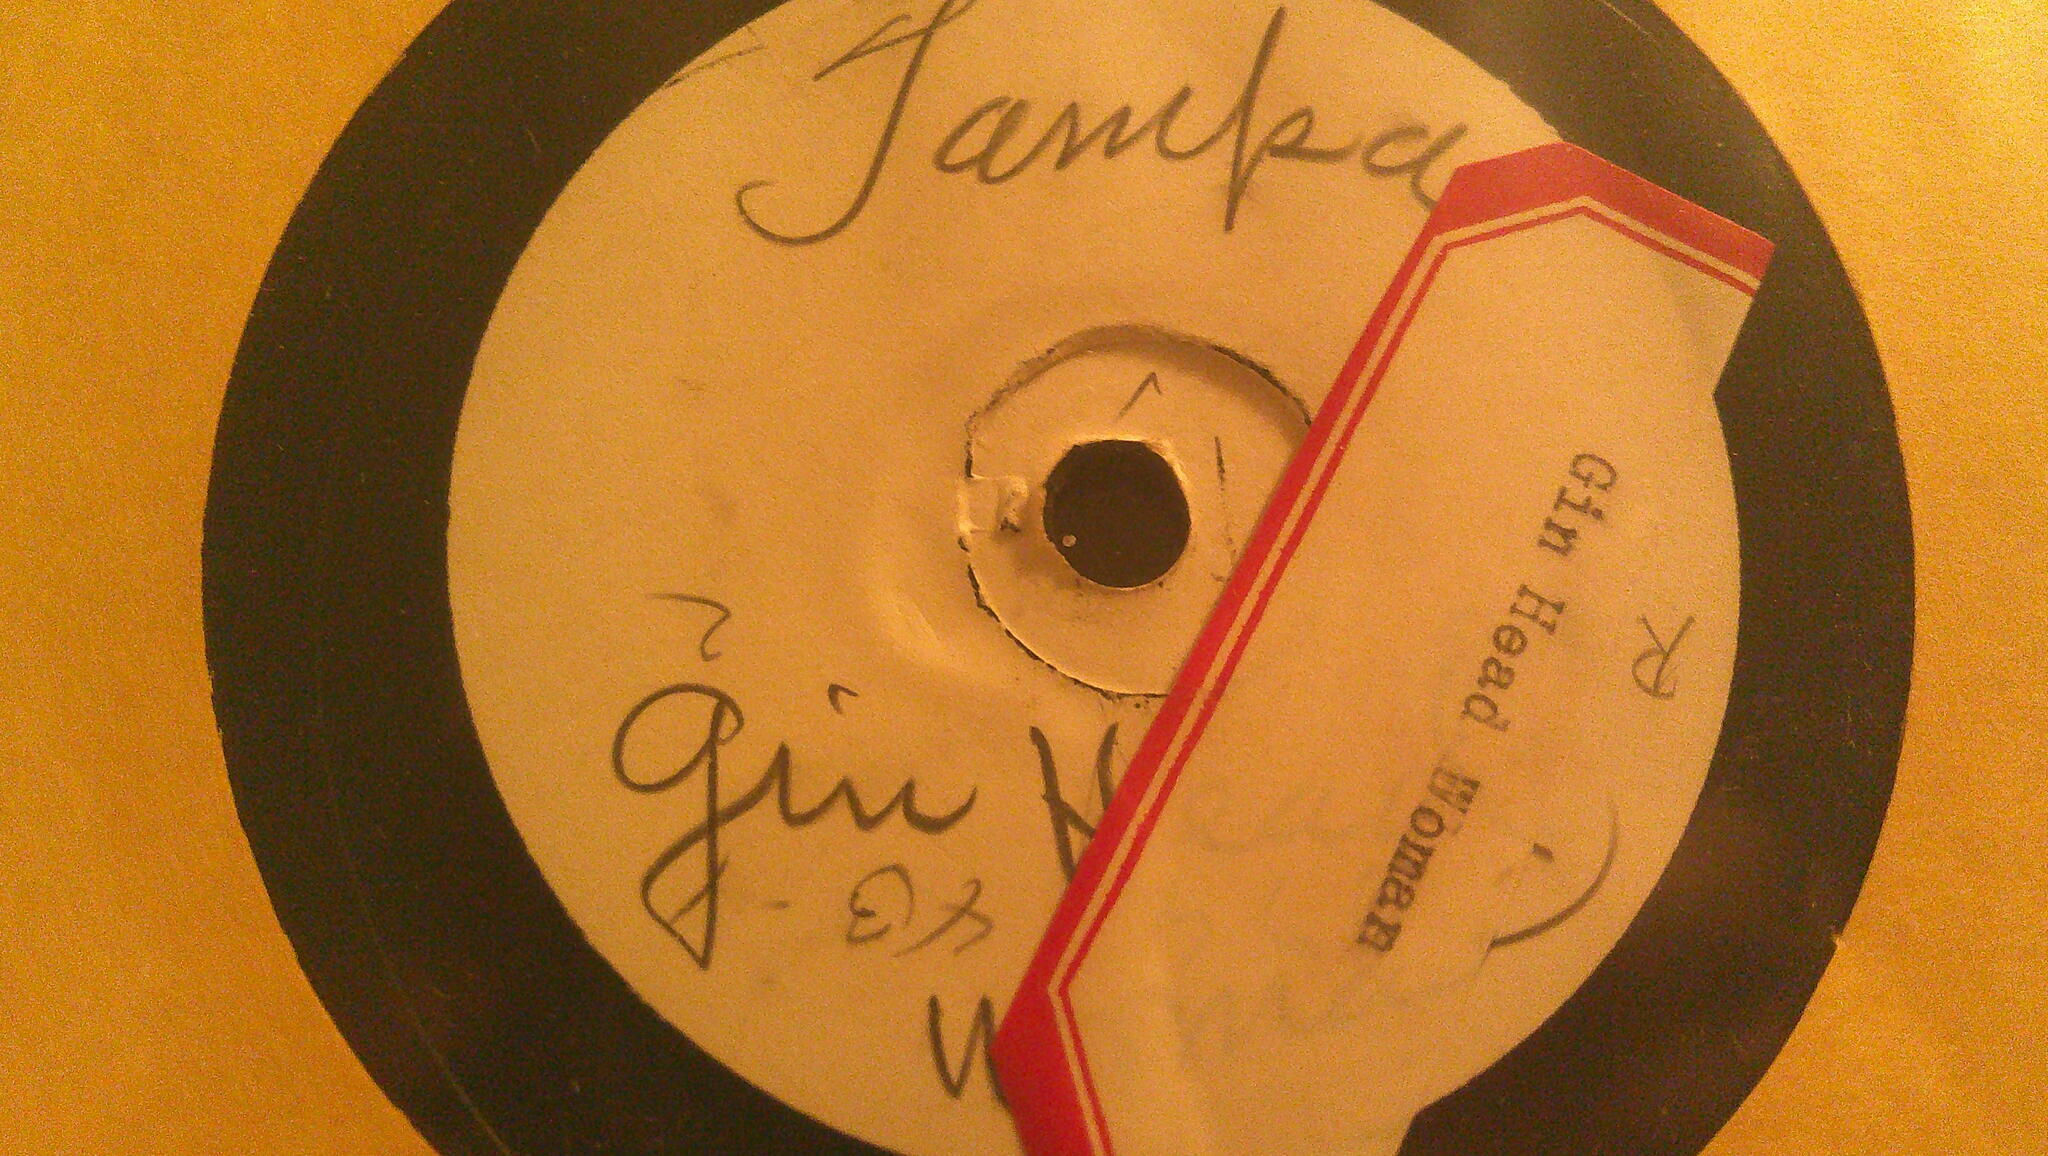 Tampa
Gin H
W
Gin Head Woman